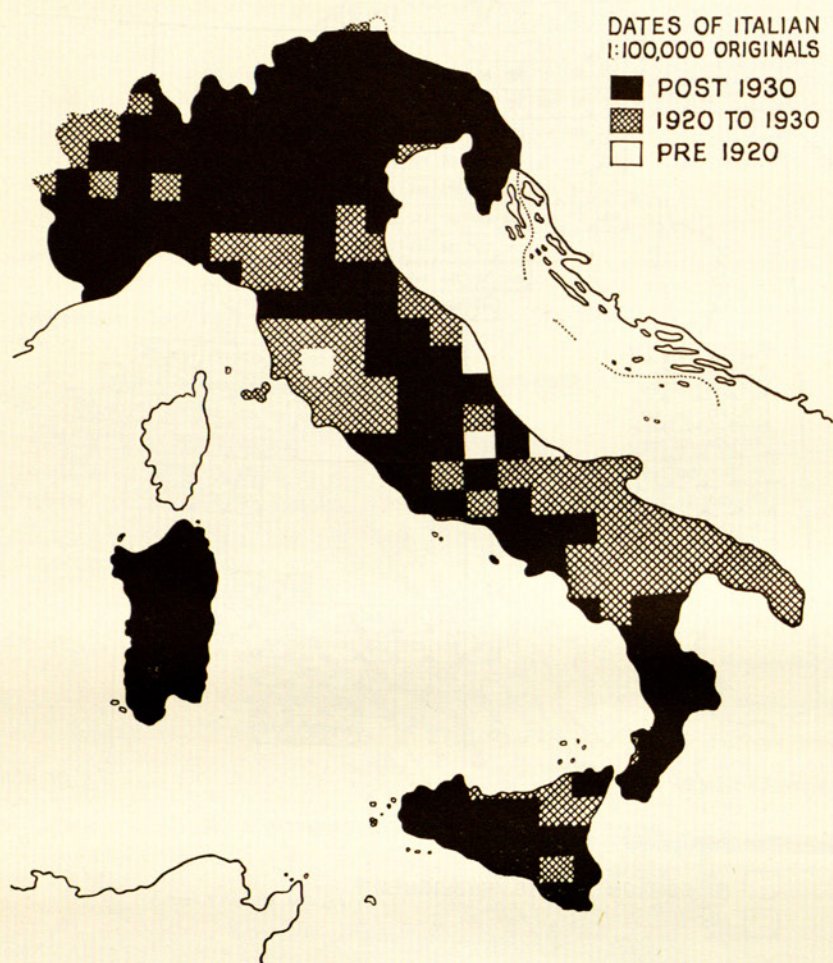 DATES OF ITALIAN
1:100,000 ORIGINALS
POST 1930
1920 TO 1930
PRE 1920